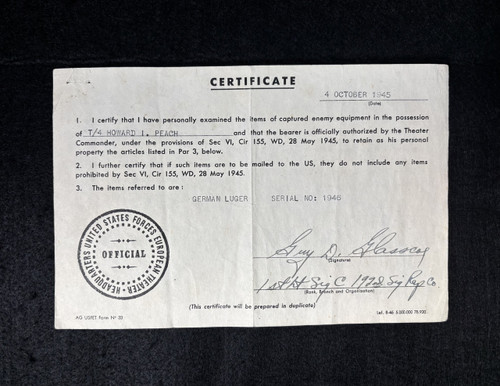 CERTIFICATE
4 OCTOBER 1945
(Date)
1. I certify that I have personally examined the items of captured enemy equipment in the possession
of T/4 HOWARD I. PEACH and that the bearer is officially authorized by the Theater
Commander, under the provisions of Sec VI, Cir 155, WD, 28 May 1945, to retain as his personal
property the articles listed in Par 3, below.
2. I further certify that if such items are to be mailed to the US, they do not include any items
prohibited by Sec VI, Cir 155, WD, 28 May 1945.
3. The items referred to are :
GERMAN LUGER SERIAL NO: 1946
HEADQUARTERS UNITED STATES FORCES EUROPEAN THEATER
OFFICIAL
Guy D. Glasscoe
(Signature)
1st Lt Sig C 192d Sig Rep Co
(Rank, Branch and Organization)
(This certificate will be prepared in duplicate)
AG USFET Form No 33